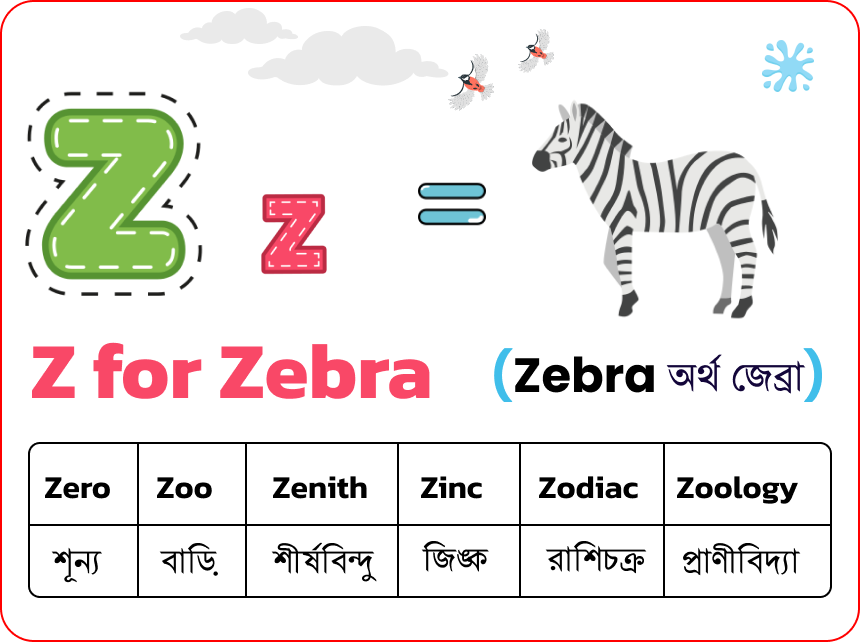 Z z =
Z for Zebra (Zebra অর্থ জেব্রা)
Zero Zoo Zenith Zinc Zodiac Zoology
শূন্য বাড়ি শীর্ষবিন্দু জিঙ্ক রাশিচক্র প্রাণীবিদ্যা